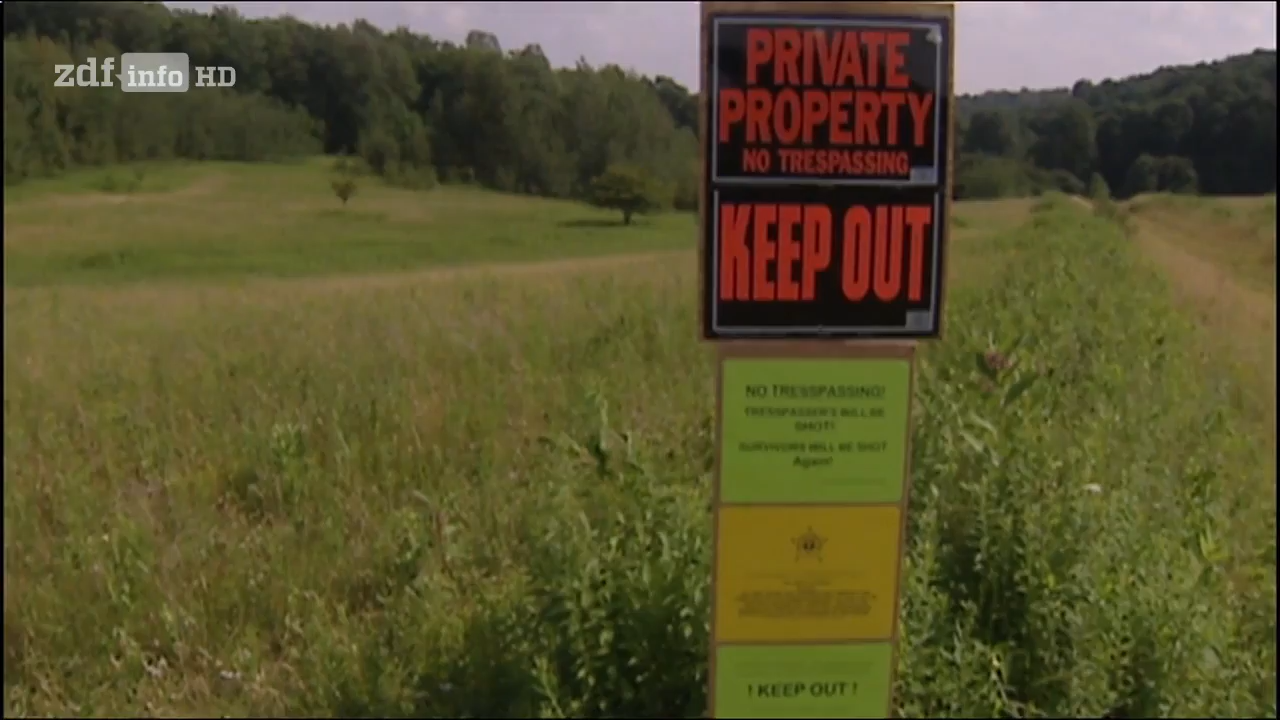 zdf info HD
PRIVATE
PROPERTY
NO TRESPASSING
KEEP OUT
NO TRESSPASSING!
TRESSPASSER'S WILL BE
SHOT!
SURVIVORS WILL BE SHOT
Again!
! KEEP OUT !